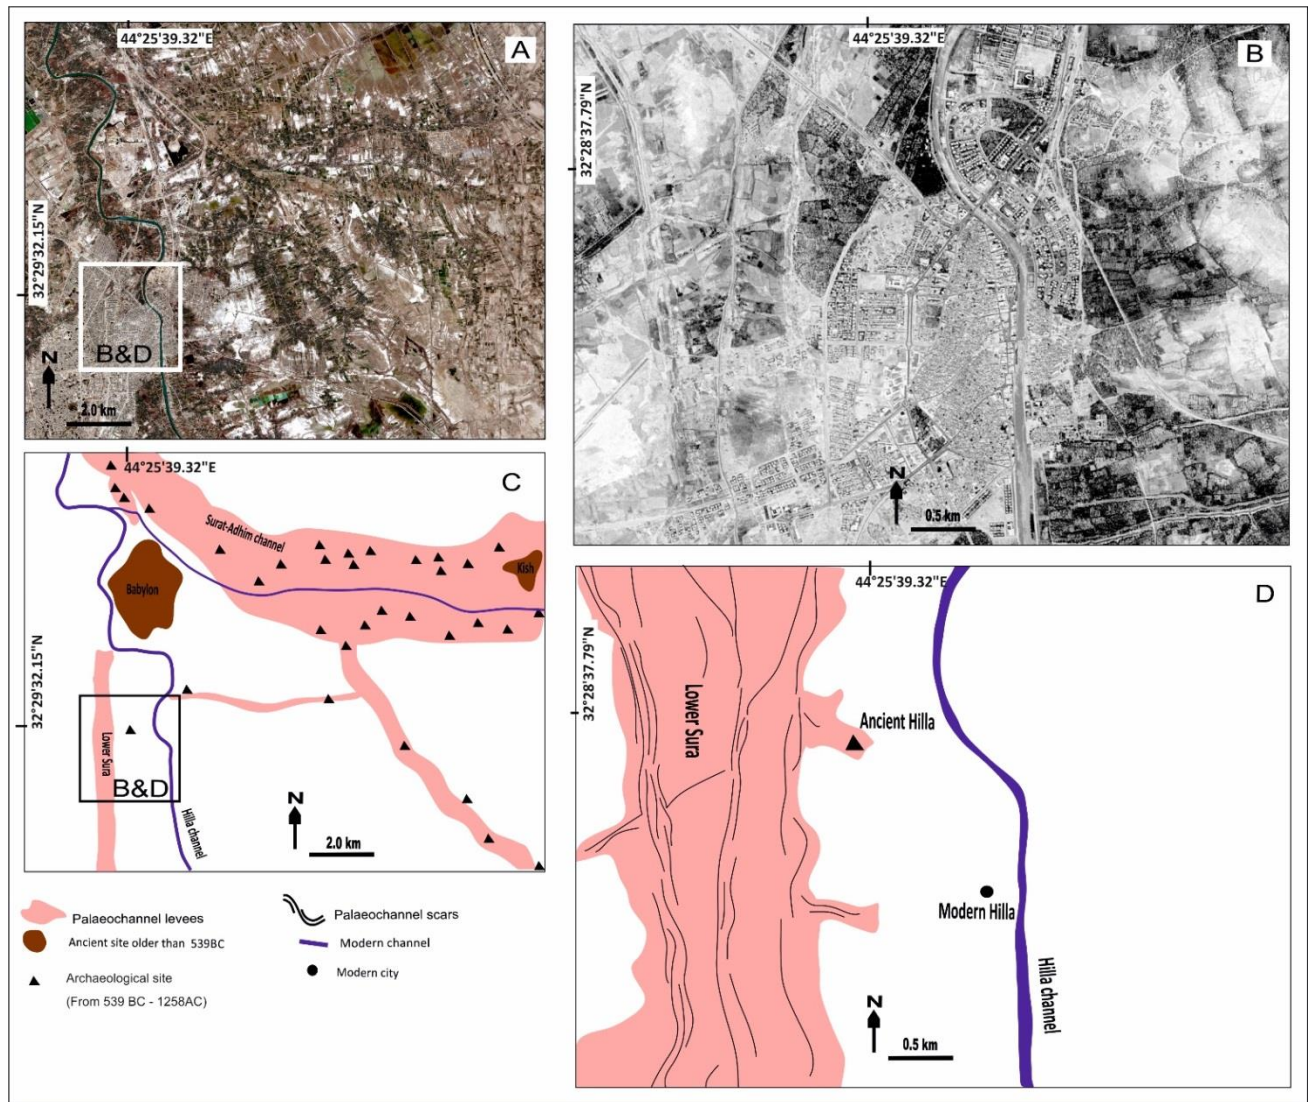 44°25'39.32"E
A
32°29'32.15"N
B&D
N
2.0 km
44°25'39.32"E
B
32°28'37.79"N
N
0.5 km
44°25'39.32"E
C
Surat-Adhim channel
Kish
Babylon
32°29'32.15"N
Lower Sura
B&D
Hilla channel
N
2.0 km
44°25'39.32"E
D
32°28'37.79"N
Lower Sura
Ancient Hilla
Modern Hilla
Hilla channel
N
0.5 km
Palaeochannel levees
Ancient site older than 539BC
Archaeological site
(From 539 BC - 1258AC)
Palaeochannel scars
Modern channel
Modern city